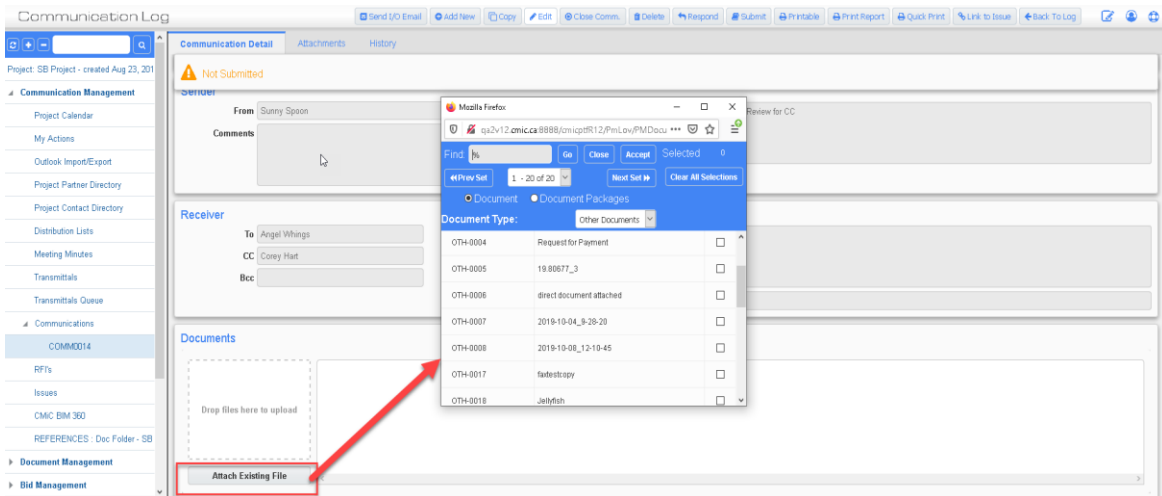 Communication Log
Send I/O Email Add New Copy Edit Close Comm. Delete Respond Submit Printable Print Report Quick Print Link to Issue Back To Log
Project: SB Project - created Aug 23, 201
Communication Management
Project Calendar
My Actions
Outlook Import/Export
Project Partner Directory
Project Contact Directory
Distribution Lists
Meeting Minutes
Transmittals
Transmittals Queue
Communications
COMM0014
RFI's
Issues
CMiC BIM 360
REFERENCES : Doc Folder - SB
Document Management
Bid Management
Communication Detail Attachments History
Not Submitted
Sender
From Sunny Spoon
Review for CC
Comments
Receiver
To Angel Whings
CC Corey Hart
Bcc
Documents
Drop files here to upload
Attach Existing File
Mozilla Firefox
qa2v12.cmic.ca:8888/cmicpttR12/PmLov/PMDocu
Find: % Go Close Accept Selected 0
Prev Set 1 - 20 of 20 Next Set Clear All Selections
Document Document Packages
Document Type: Other Documents
OTH-0004 Request for Payment
OTH-0005 19.80677_3
OTH-0006 direct document attached
OTH-0007 2019-10-04_9-28-20
OTH-0008 2019-10-08_12-10-45
OTH-0017 faxtestcopy
OTH-0018 Jellyfish